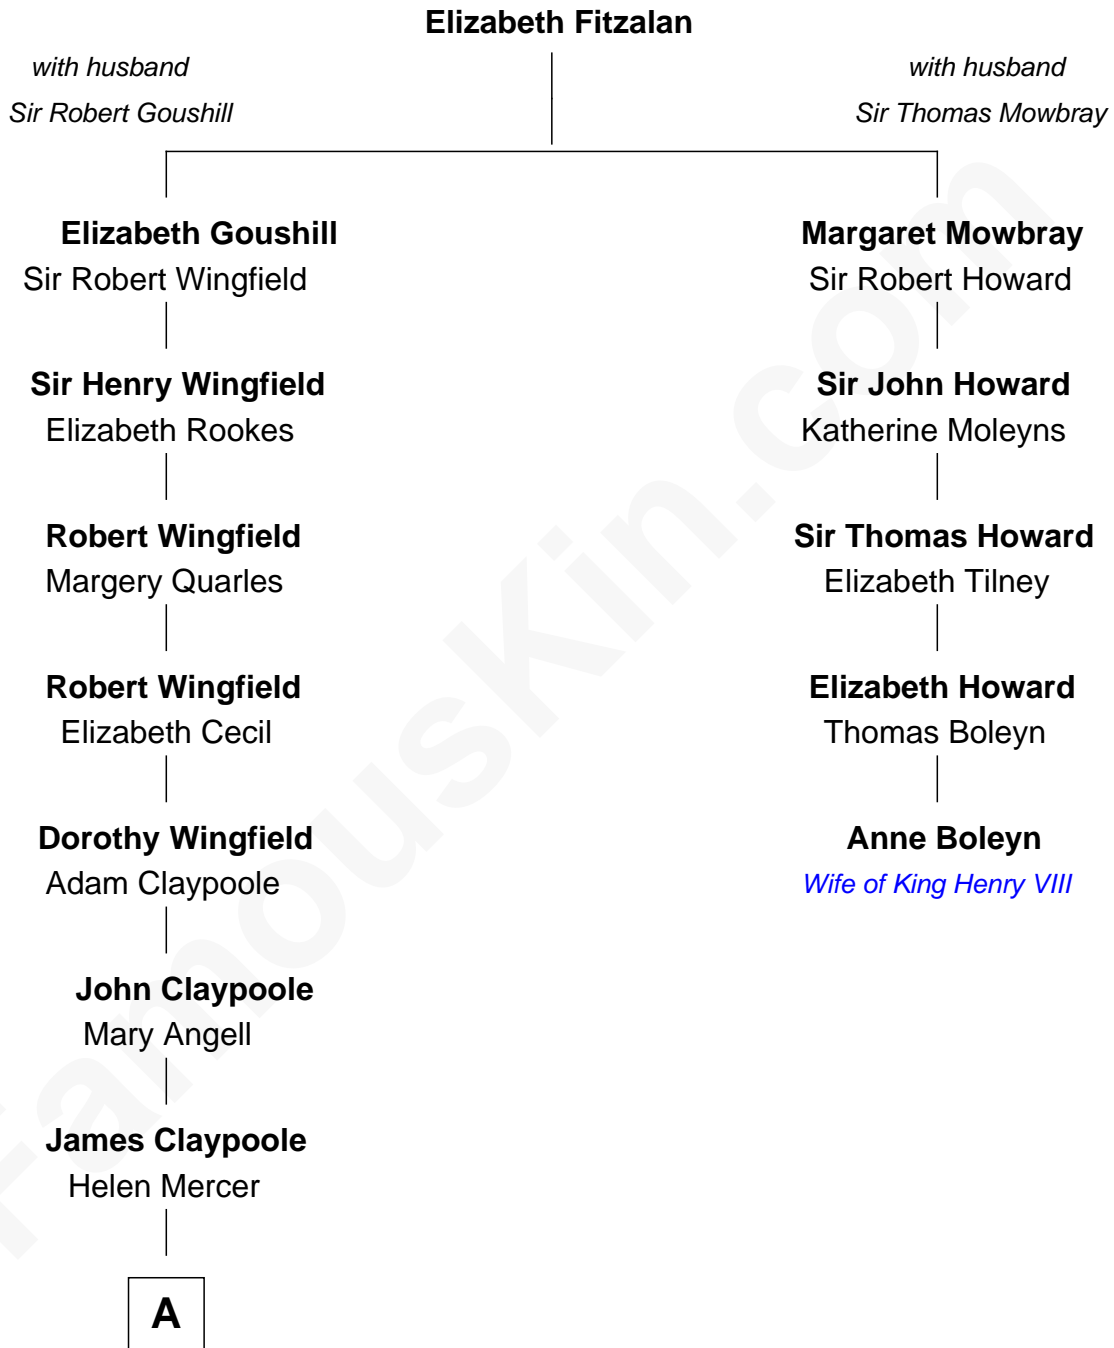 Elizabeth Fitzalan
with husband
Sir Robert Goushill
with husband
Sir Thomas Mowbray
Elizabeth Goushill
Sir Robert Wingfield
Margaret Mowbray
Sir Robert Howard
Sir Henry Wingfield
Elizabeth Rookes
Sir John Howard
Katherine Moleyns
Robert Wingfield
Margery Quarles
Sir Thomas Howard
Elizabeth Tilney
Robert Wingfield
Elizabeth Cecil
Elizabeth Howard
Thomas Boleyn
Dorothy Wingfield
Adam Claypoole
Anne Boleyn
Wife of King Henry VIII
John Claypoole
Mary Angell
James Claypoole
Helen Mercer
A
FamousKin.com